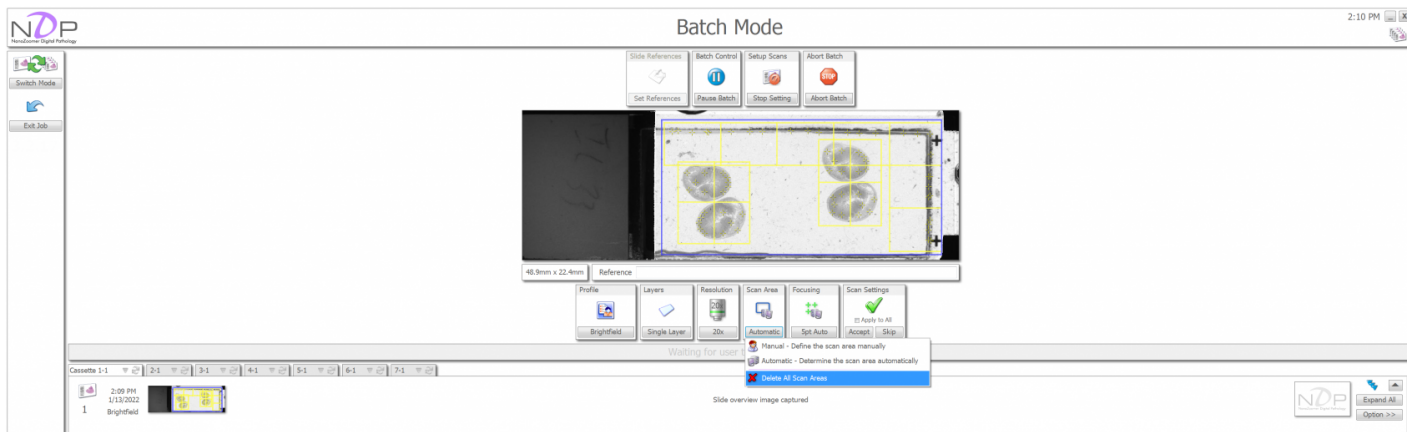 NDP
NanoZoomer Digital Pathology
Batch Mode
2:10 PM
Switch Mode
Exit Job
Slide References
Set References
Batch Control
Pause Batch
Setup Scans
Stop Setting
Abort Batch
STOP
Abort Batch
48.9mm x 22.4mm
Reference
Profile
Brightfield
Layers
Single Layer
Resolution
20x
Scan Area
Automatic
Focusing
5pt Auto
Scan Settings
Apply to All
Accept
Skip
Waiting for user
Manual - Define the scan area manually
Automatic - Determine the scan area automatically
Delete All Scan Areas
Cassette 1-1
2-1
3-1
4-1
5-1
6-1
7-1
1
2:09 PM
1/13/2022
Brightfield
Slide overview image captured
NDP
Expand All
Option >>